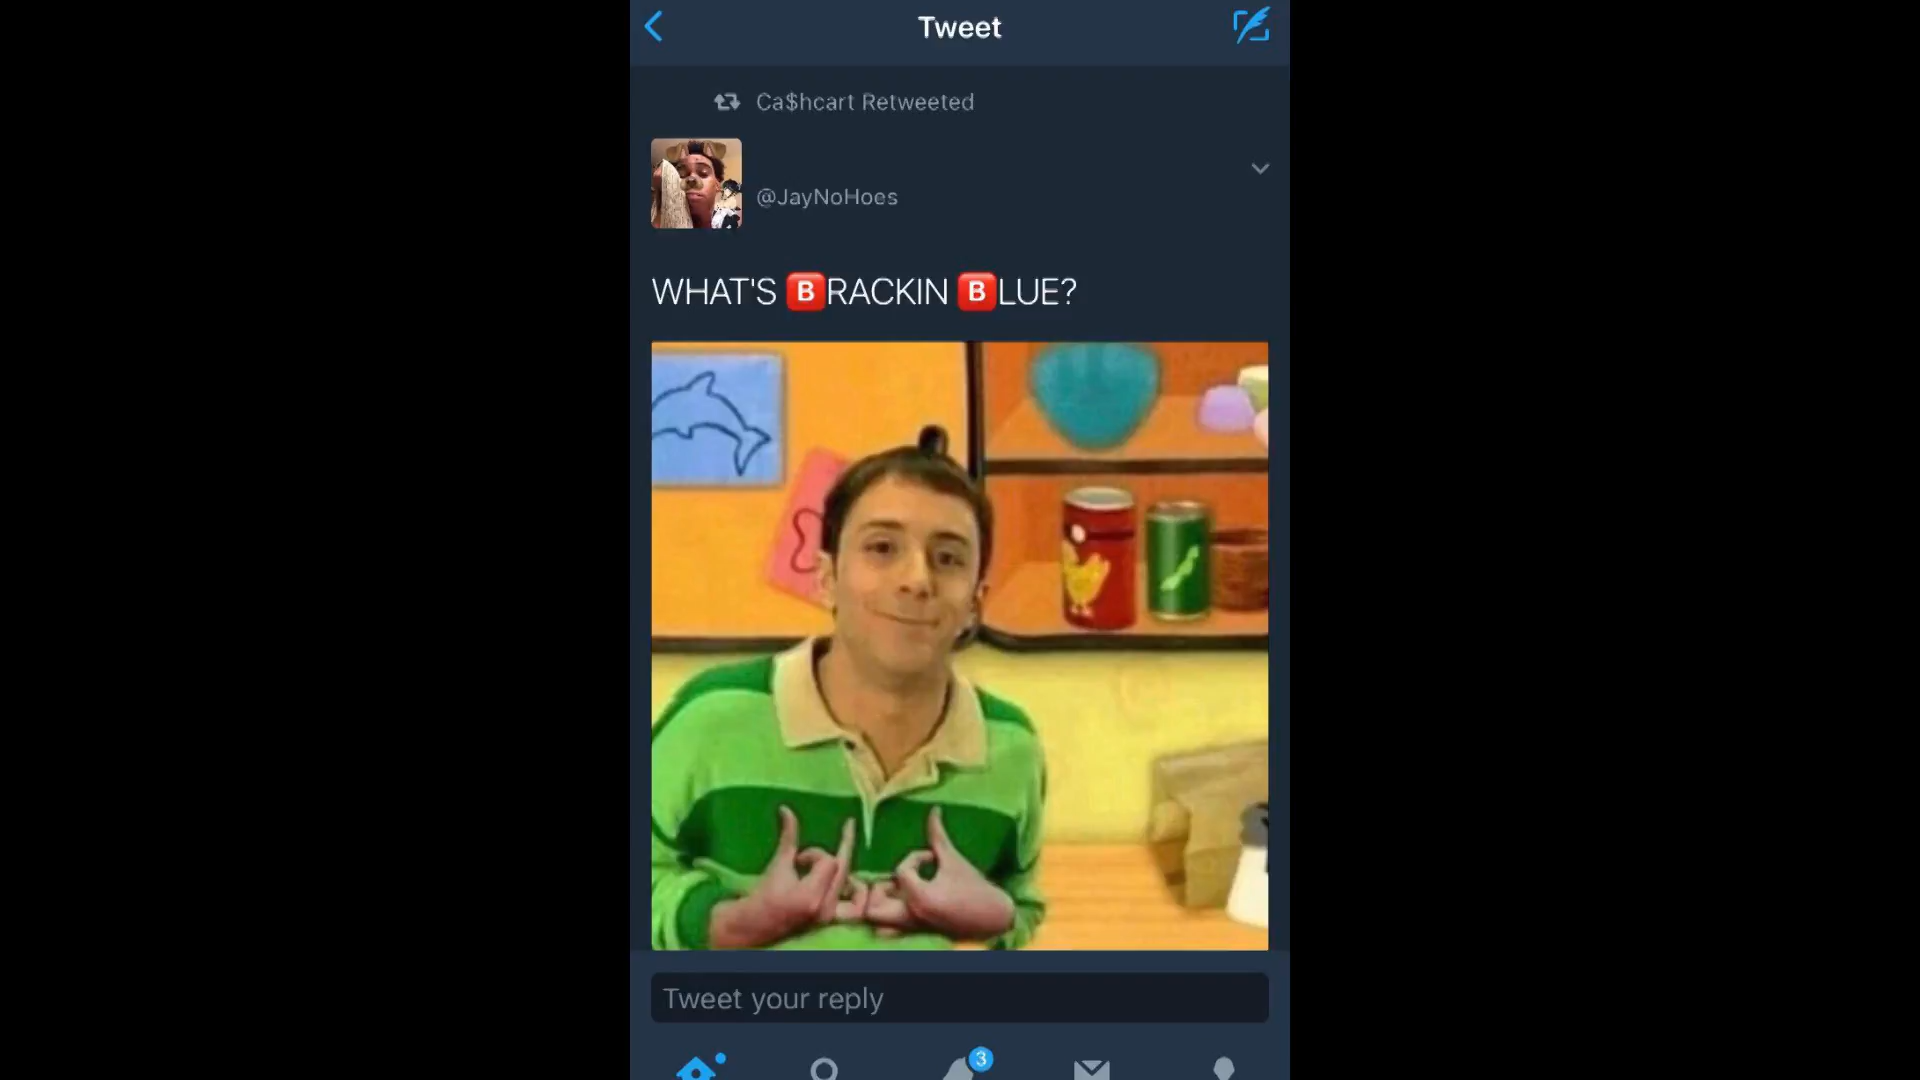 Tweet
Ca$hcart Retweeted
@JayNoHoes
WHAT'S 🅱️RACKIN 🅱️LUE?
Tweet your reply
3